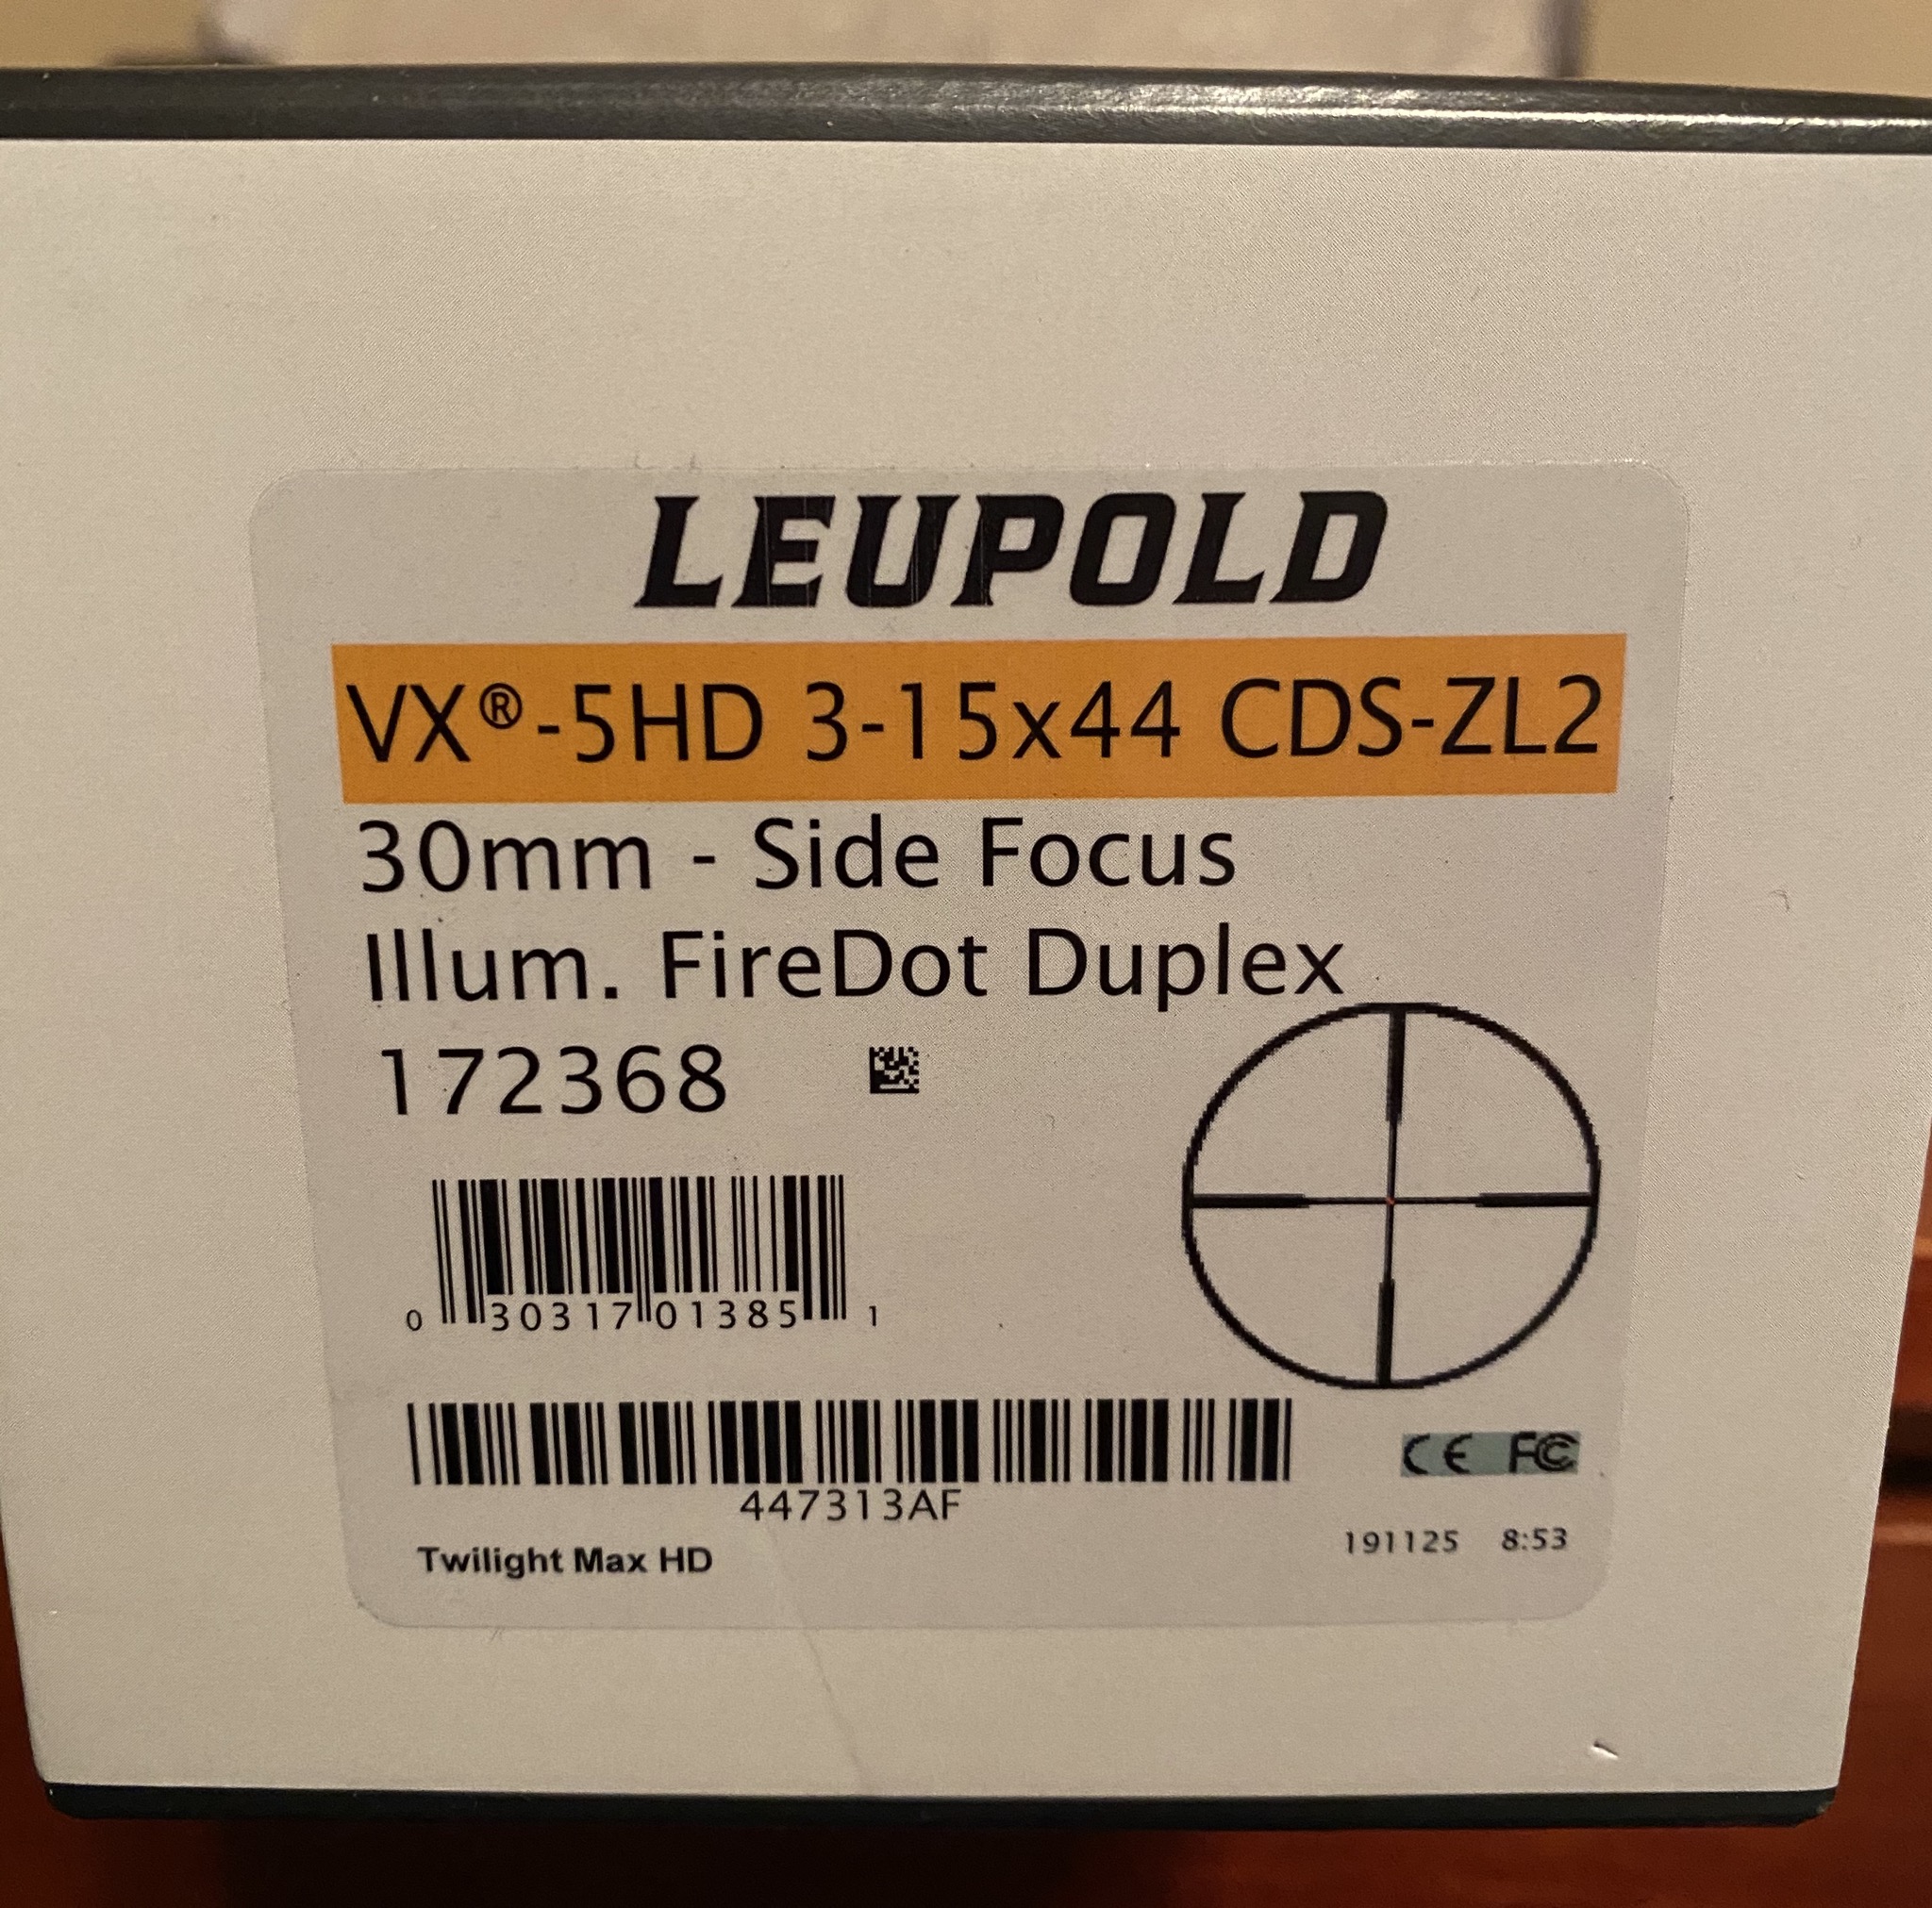 LEUPOLD
VX®-5HD 3-15x44 CDS-ZL2
30mm - Side Focus
Illum. FireDot Duplex
172368
0 30317 01385 1
447313AF
CE FC
191125 8:53
Twilight Max HD